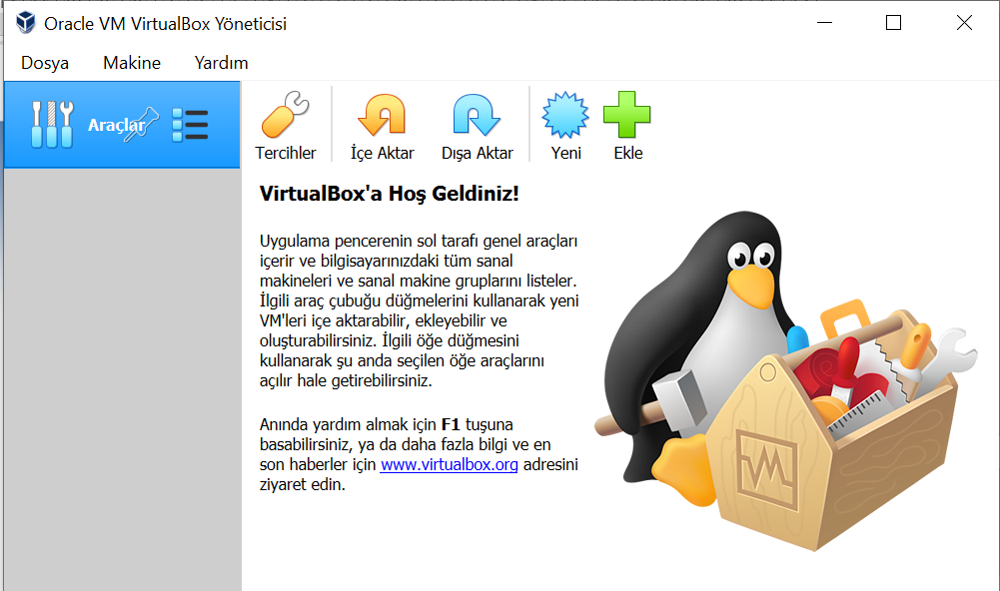 Oracle VM VirtualBox Yöneticisi
Dosya Makine Yardım
Araçlar
Tercihler İçe Aktar Dışa Aktar Yeni Ekle
VirtualBox'a Hoş Geldiniz!
Uygulama pencerenin sol tarafı genel araçları
içerir ve bilgisayarınızdaki tüm sanal
makineleri ve sanal makine gruplarını listeler.
İlgili araç çubuğu düğmelerini kullanarak yeni
VM'leri içe aktarabilir, ekleyebilir ve
oluşturabilirsiniz. İlgili öğe düğmesini
kullanarak şu anda seçilen öğe araçlarını
açılır hale getirebilirsiniz.
Anında yardım almak için F1 tuşuna
basabilirsiniz, ya da daha fazla bilgi ve en
son haberler için www.virtualbox.org adresini
ziyaret edin.